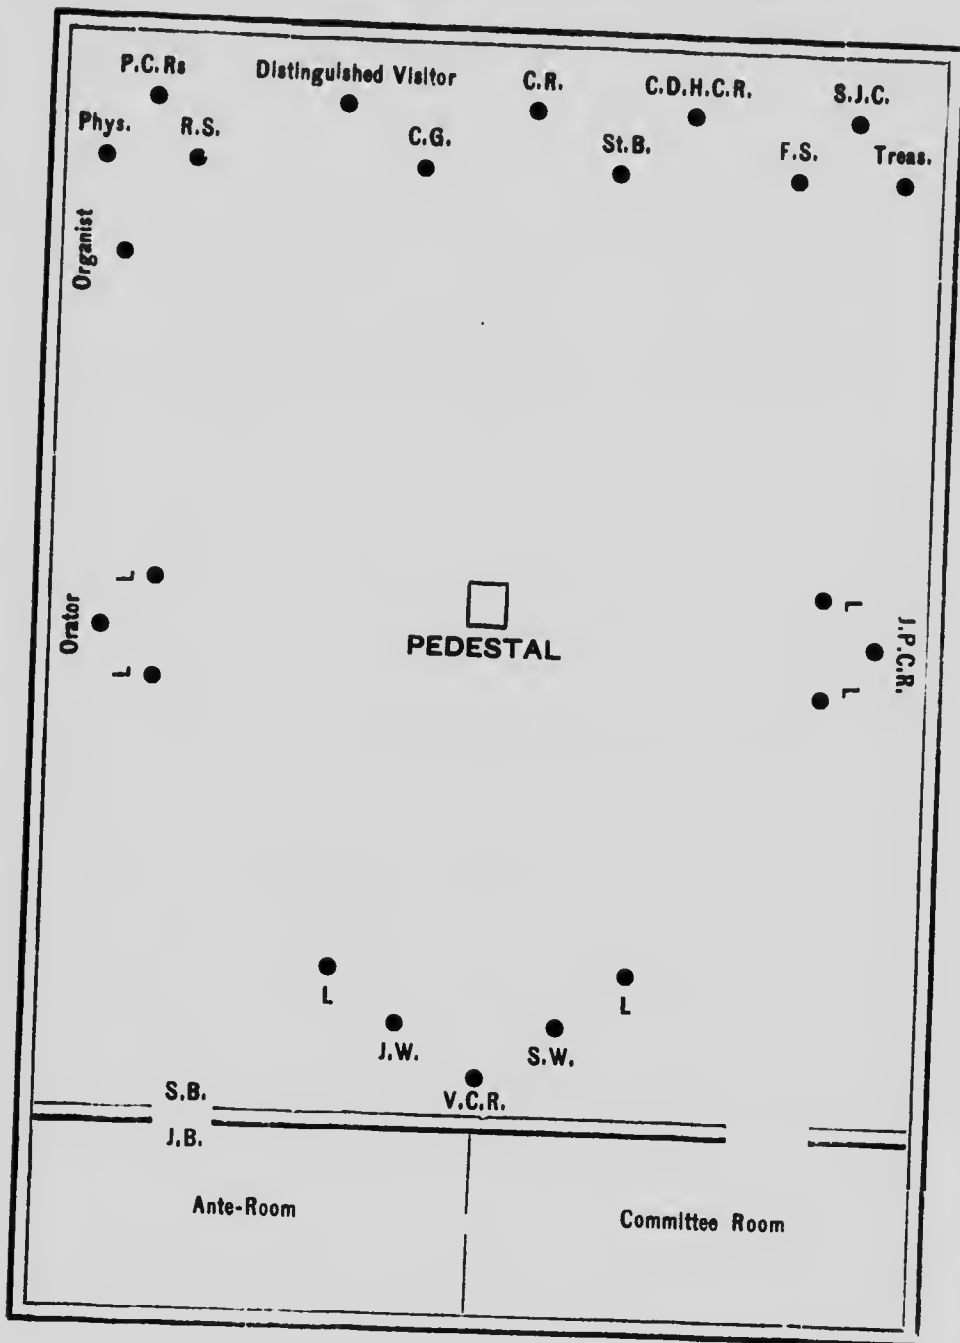 P.C.Rs
Distinguished Visitor
C.R.
C.D.H.C.R.
S.J.C.
Phys.
R.S.
C.G.
St.B.
F.S.
Treas.
Organist
L
Orator
L
PEDESTAL
L
J.P.C.R.
L
L
J.W.
S.W.
L
V.C.R.
S.B.
J.B.
Ante-Room
Committee Room